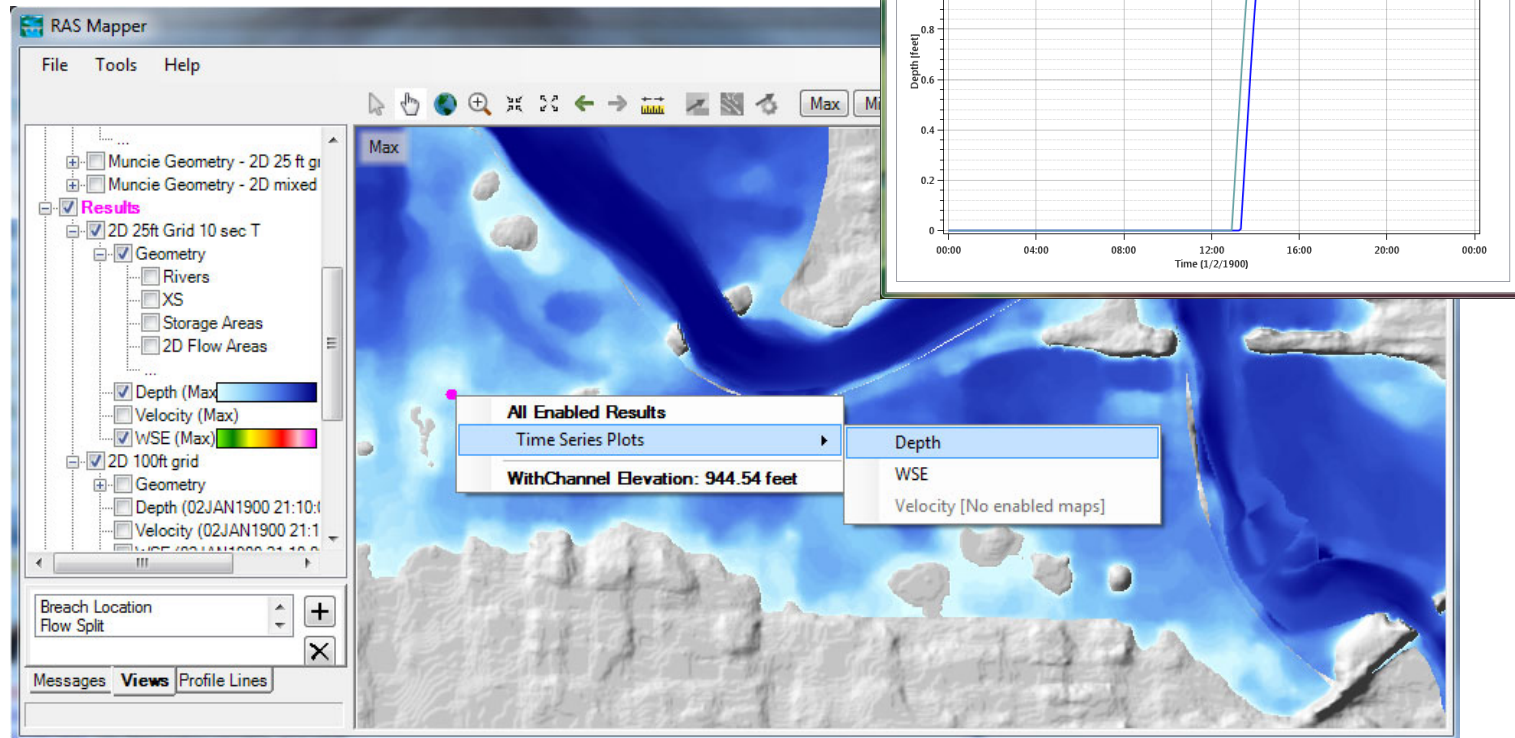 RAS Mapper
File Tools Help
Max
...
Muncie Geometry - 2D 25 ft
Muncie Geometry - 2D mixed
Results
2D 25ft Grid 10 sec T
Geometry
Rivers
XS
Storage Areas
2D Flow Areas
...
Depth (Max
Velocity (Max)
WSE (Max)
2D 100ft grid
Geometry
Depth (02JAN1900 21:10:
Velocity (02JAN1900 21:1
Breach Location
Flow Split
Messages Views Profile Lines
Max
All Enabled Results
Time Series Plots
WithChannel Elevation: 944.54 feet
Depth
WSE
Velocity [No enabled maps]
Depth [feet]
0.8
0.6
0.4
0.2
0
00:00 04:00 08:00 12:00 16:00 20:00 00:00
Time (1/2/1900)